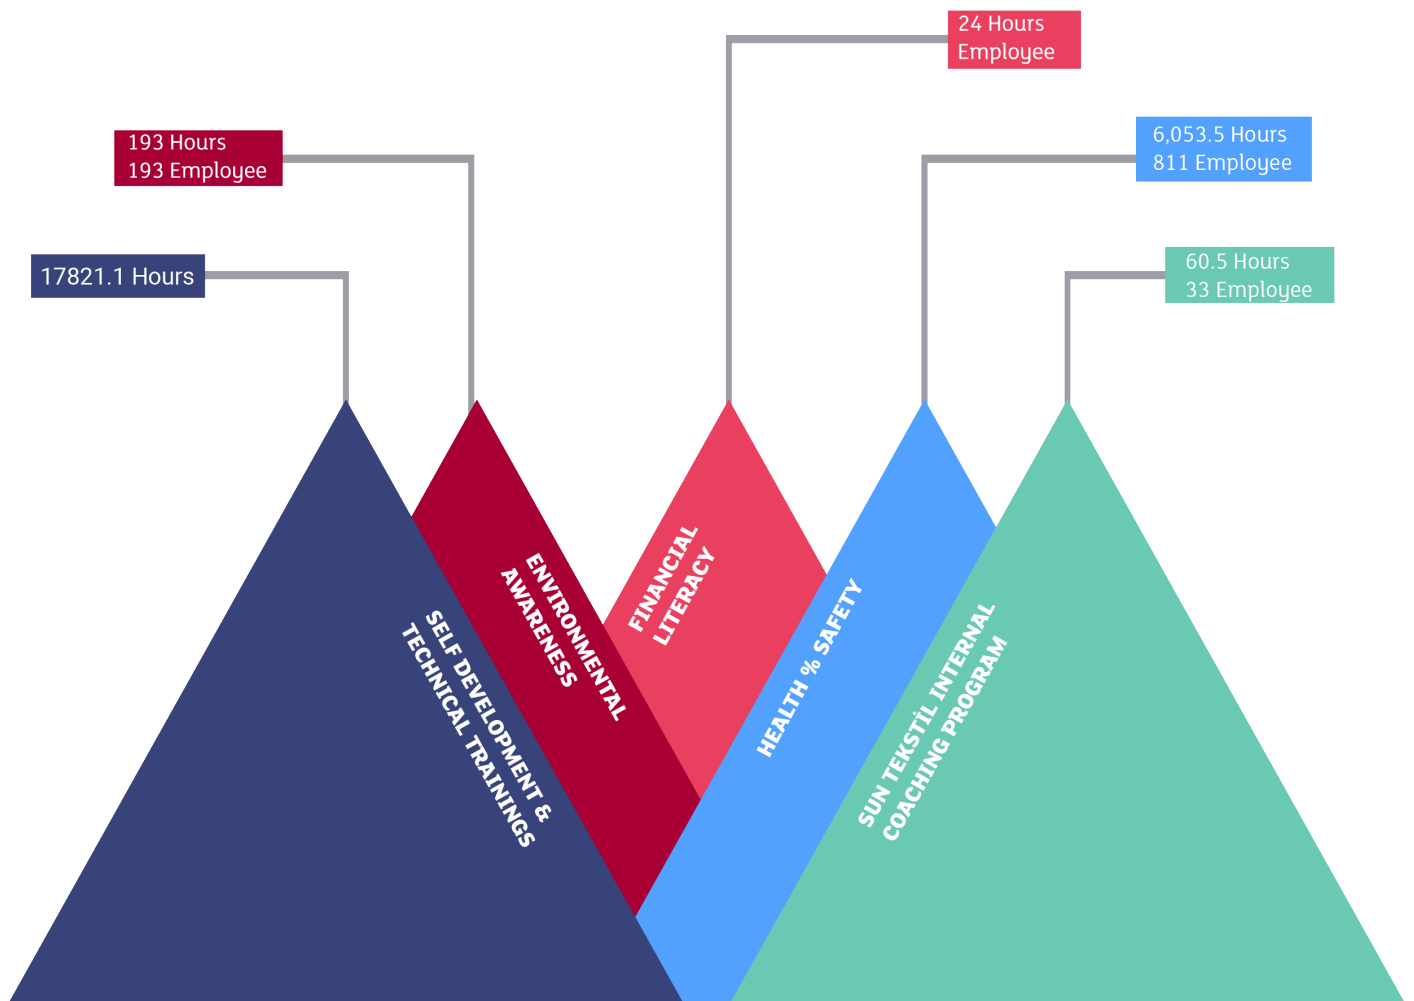 24 Hours
Employee
193 Hours
193 Employee
6,053.5 Hours
811 Employee
17821.1 Hours
60.5 Hours
33 Employee
SELF DEVELOPMENT &
TECHNICAL TRAININGS
ENVIRONMENTAL
AWARENESS
FINANCIAL
LITERACY
HEALTH % SAFETY
SUN TEKSTİL INTERNAL
COACHING PROGRAM